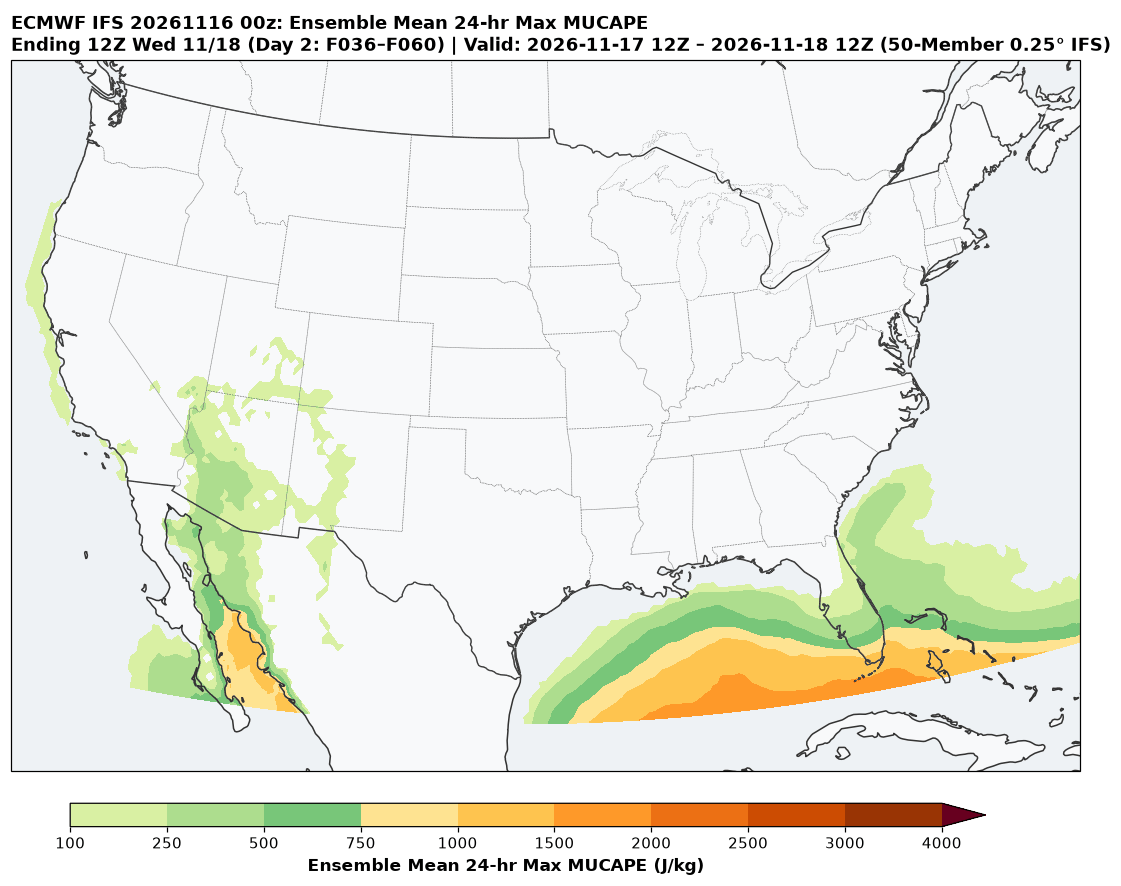 ECMWF IFS 20261116 00z: Ensemble Mean 24-hr Max MUCAPE
Ending 12Z Wed 11/18 (Day 2: F036–F060) | Valid: 2026-11-17 12Z – 2026-11-18 12Z (50-Member 0.25° IFS)
100 250 500 750 1000 1500 2000 2500 3000 4000
Ensemble Mean 24-hr Max MUCAPE (J/kg)